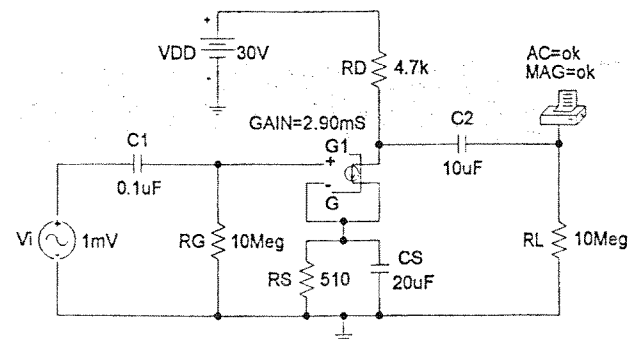 +
VDD
30V
-
RD
4.7k
AC=ok
MAG=ok
GAIN=2.90mS
C2
10uF
G1
+
-
G
C1
0.1uF
+
Vi
1mV
-
RG
10Meg
RS
510
CS
20uF
RL
10Meg